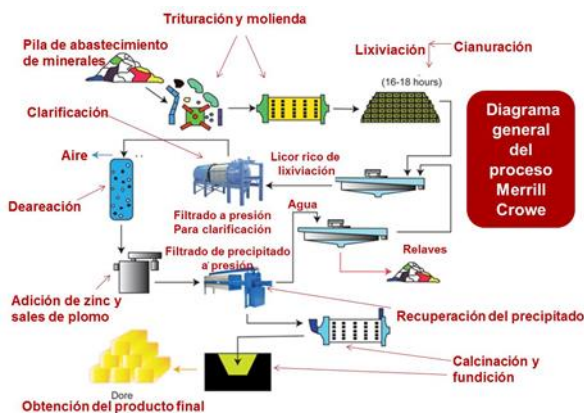 Trituración y molienda
Pila de abastecimiento
de minerales
Lixiviación
Cianuración
(16-18 hours)
Clarificación
Diagrama
general
del
proceso
Merrill
Crowe
Aire
Licor rico de
lixiviación
Deareación
Filtrado a presión
Para clarificación
Agua
Filtrado de precipitado
a presión
Relaves
Adición de zinc y
sales de plomo
Recuperación del precipitado
Calcinación y
fundición
Dore
Obtención del producto final